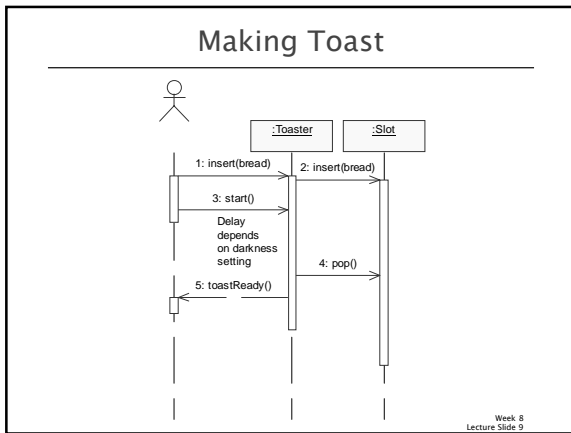 Making Toast
:Toaster
:Slot
1: insert(bread)
2: insert(bread)
3: start()
Delay
depends
on darkness
setting
4: pop()
5: toastReady()
Week 8
Lecture Slide 9